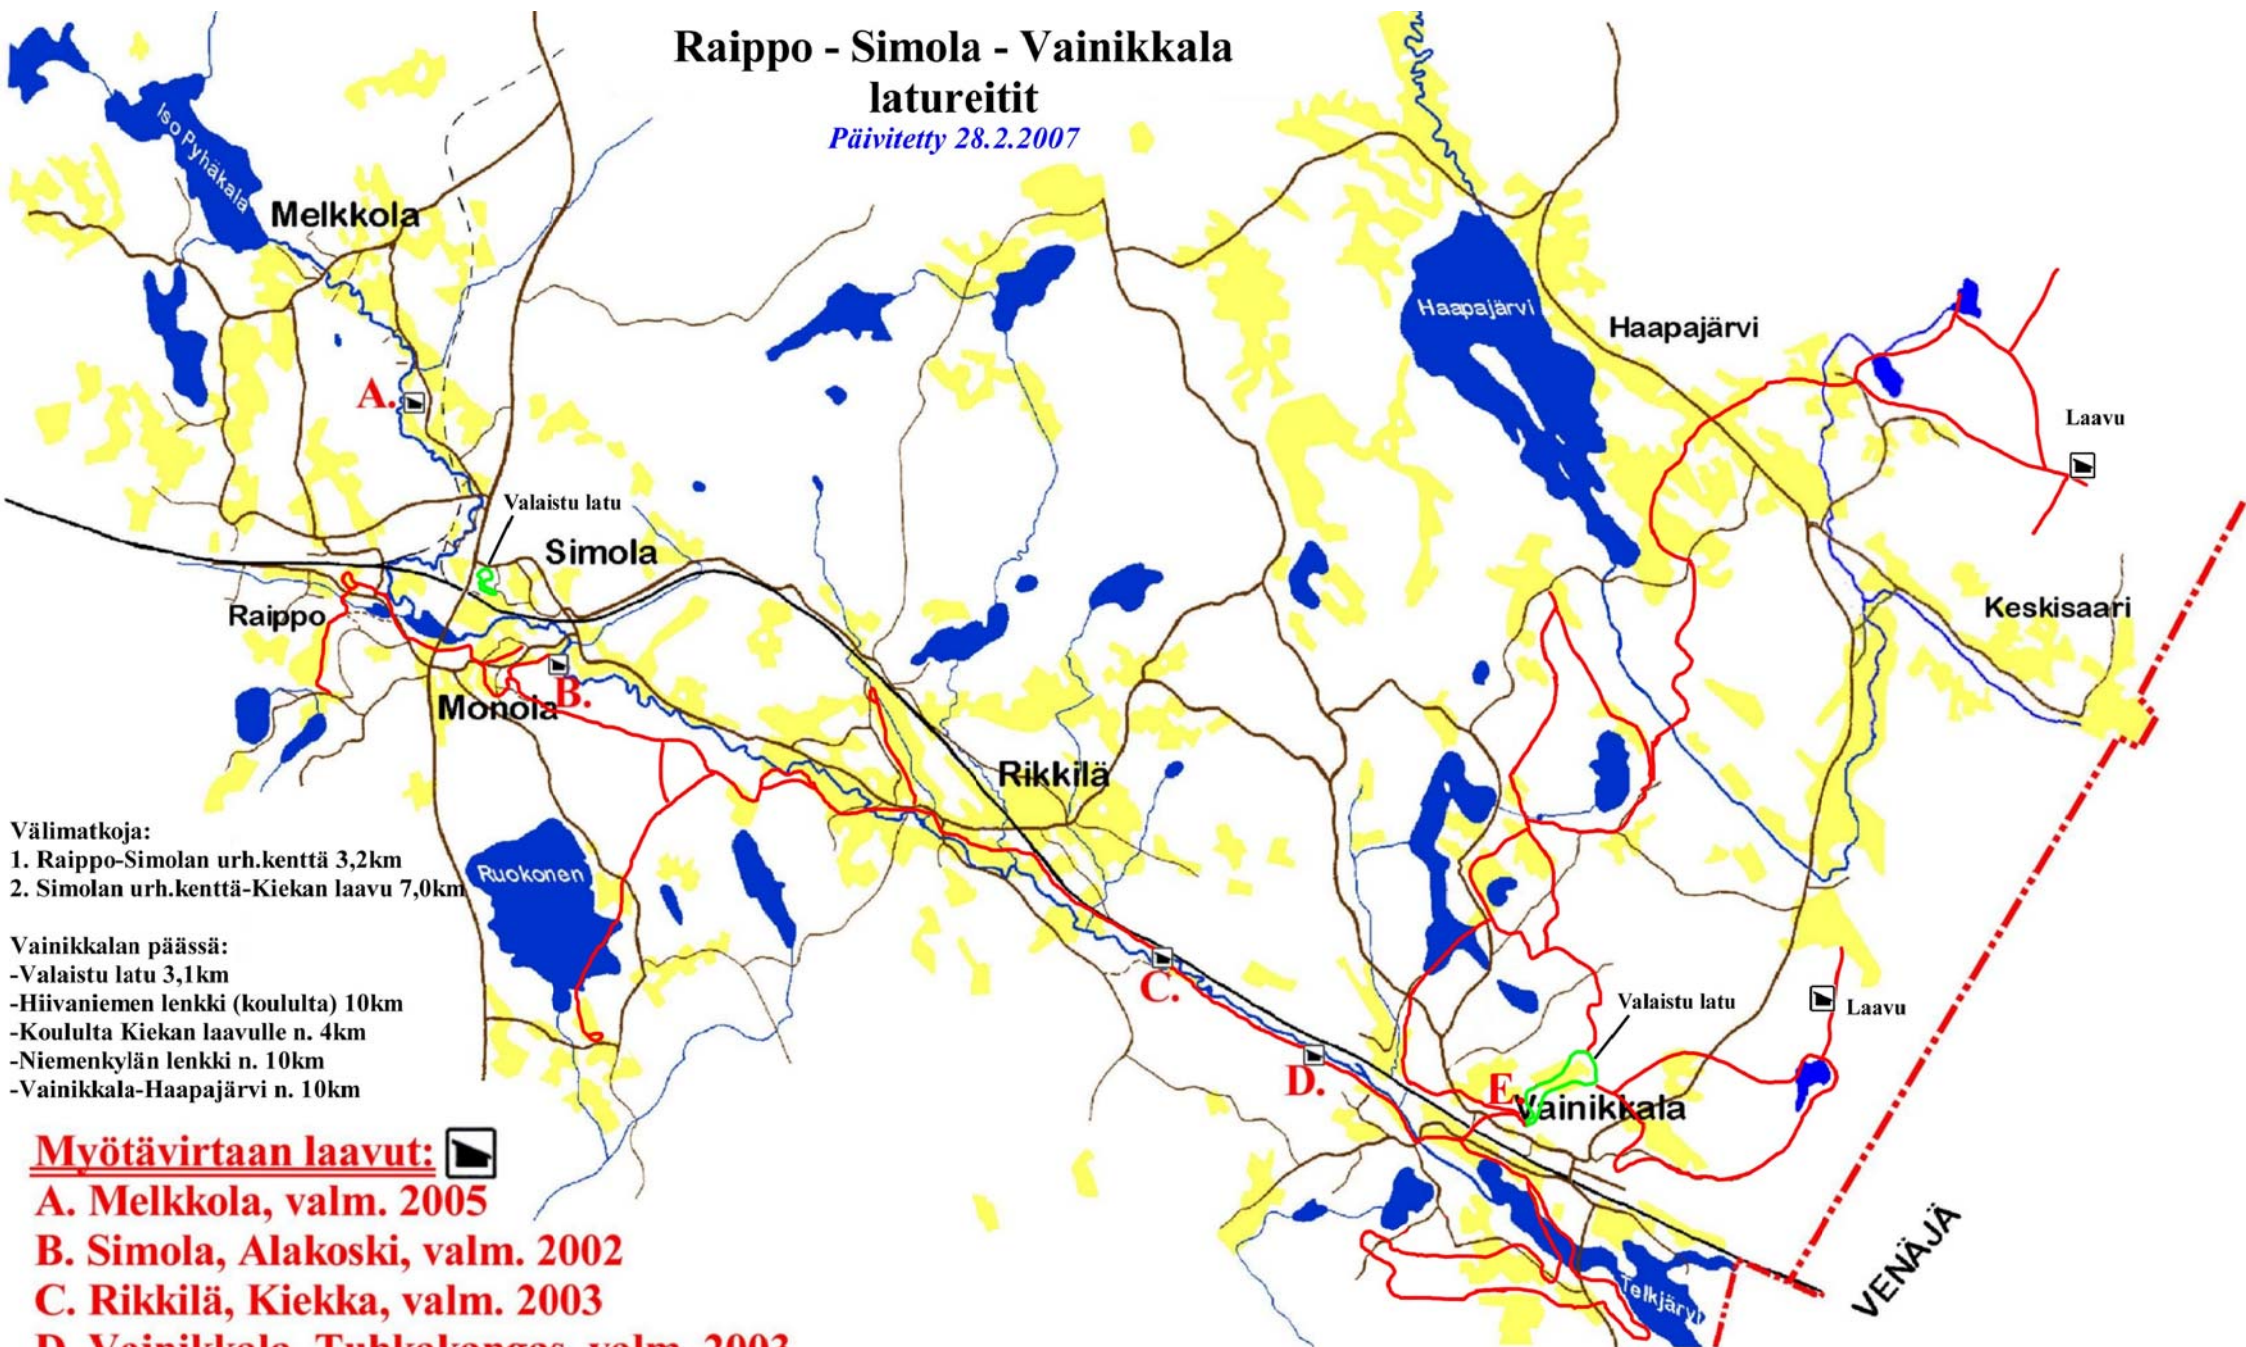 Raippo - Simola - Vainikkala
latureitit
Päivitetty 28.2.2007
Iso Pyhäkala
Melkkola
Haapajärvi
Haapajärvi
A.
Laavu
Valaistu latu
Simola
Raippo
Keskisaari
B.
Monola
Rikkilä
Välimatkoja:
1. Raippo-Simolan urh.kenttä 3,2km
2. Simolan urh.kenttä-Kiekan laavu 7,0km
Ruokonen
Vainikkalan päässä:
-Valaistu latu 3,1km
-Hiivaniemen lenkki (koululta) 10km
-Koululta Kiekan laavulle n. 4km
-Niemenkylän lenkki n. 10km
-Vainikkala-Haapajärvi n. 10km
C.
Valaistu latu
Laavu
D.
E
Vainikkala
Telkjärvi
VENÄJÄ
Myötävirtaan laavut:
A. Melkkola, valm. 2005
B. Simola, Alakoski, valm. 2002
C. Rikkilä, Kiekka, valm. 2003
D. Vainikkala, Tuhkakangas, valm. 2003